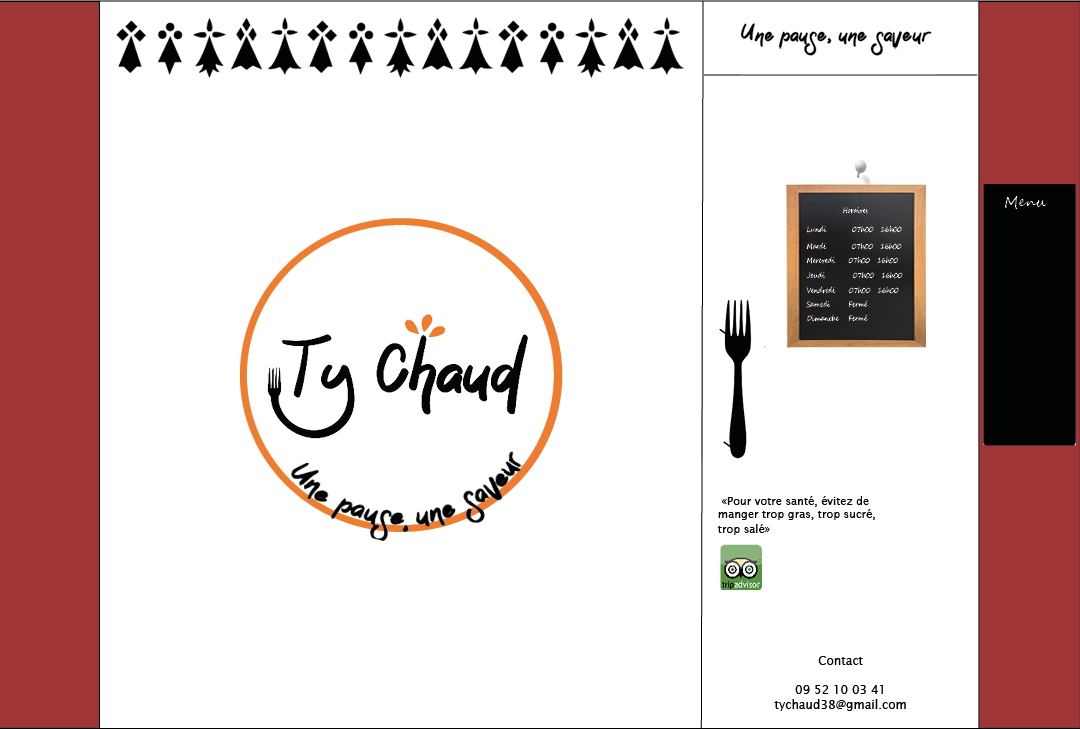 Une pause, une saveur
Menu
Horaires
Lundi 07h00 16h00
Mardi 07h00 16h00
Mercredi 07h00 16h00
Jeudi 07h00 16h00
Vendredi 07h00 16h00
Samedi Fermé
Dimanche Fermé
Ty Chaud
Une pause, une saveur
«Pour votre santé, évitez de
manger trop gras, trop sucré,
trop salé»
tripadvisor
Contact
09 52 10 03 41
tychaud38@gmail.com